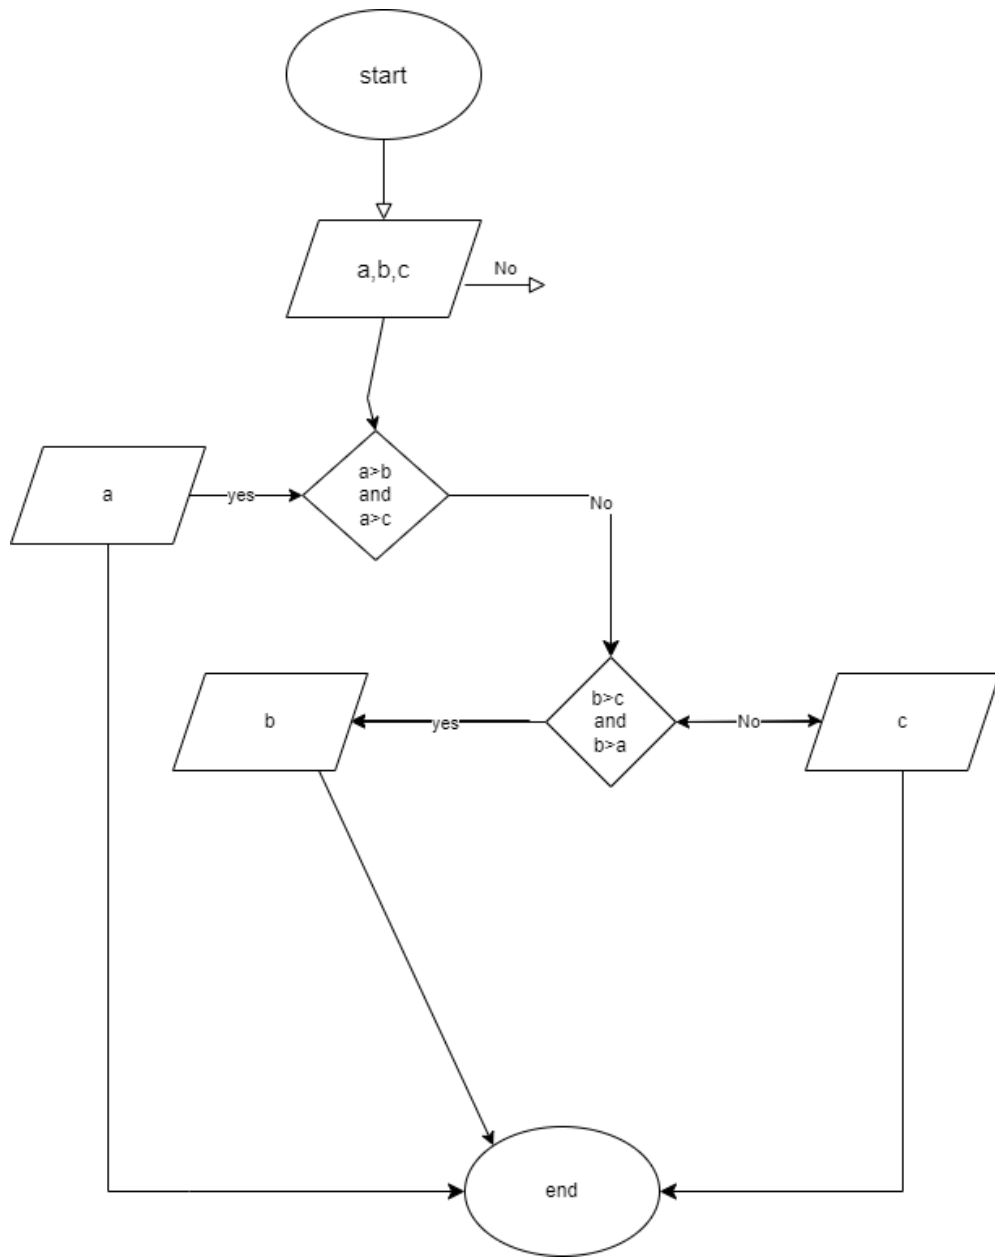 start
a,b,c
No
a>b
and
a>c
a
yes
No
b>c
and
b>a
b
yes
No
c
end